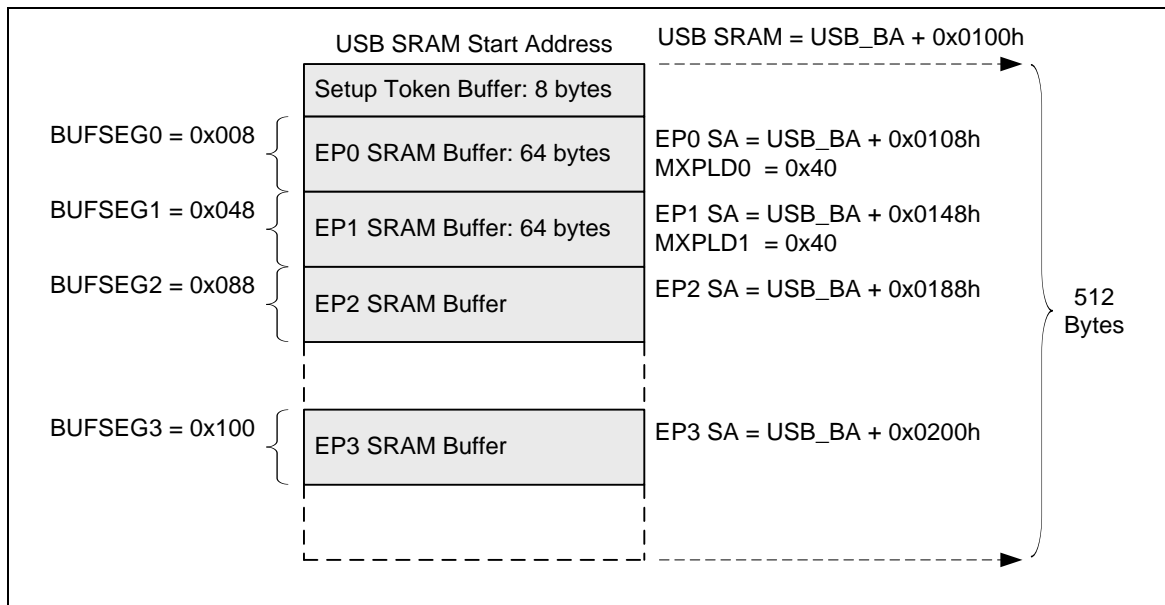 USB SRAM Start Address
USB SRAM = USB_BA + 0x0100h
Setup Token Buffer: 8 bytes
BUFSEG0 = 0x008
EP0 SRAM Buffer: 64 bytes
EP0 SA = USB_BA + 0x0108h
MXPLD0 = 0x40
BUFSEG1 = 0x048
EP1 SRAM Buffer: 64 bytes
EP1 SA = USB_BA + 0x0148h
MXPLD1 = 0x40
BUFSEG2 = 0x088
EP2 SRAM Buffer
EP2 SA = USB_BA + 0x0188h
512
Bytes
BUFSEG3 = 0x100
EP3 SRAM Buffer
EP3 SA = USB_BA + 0x0200h